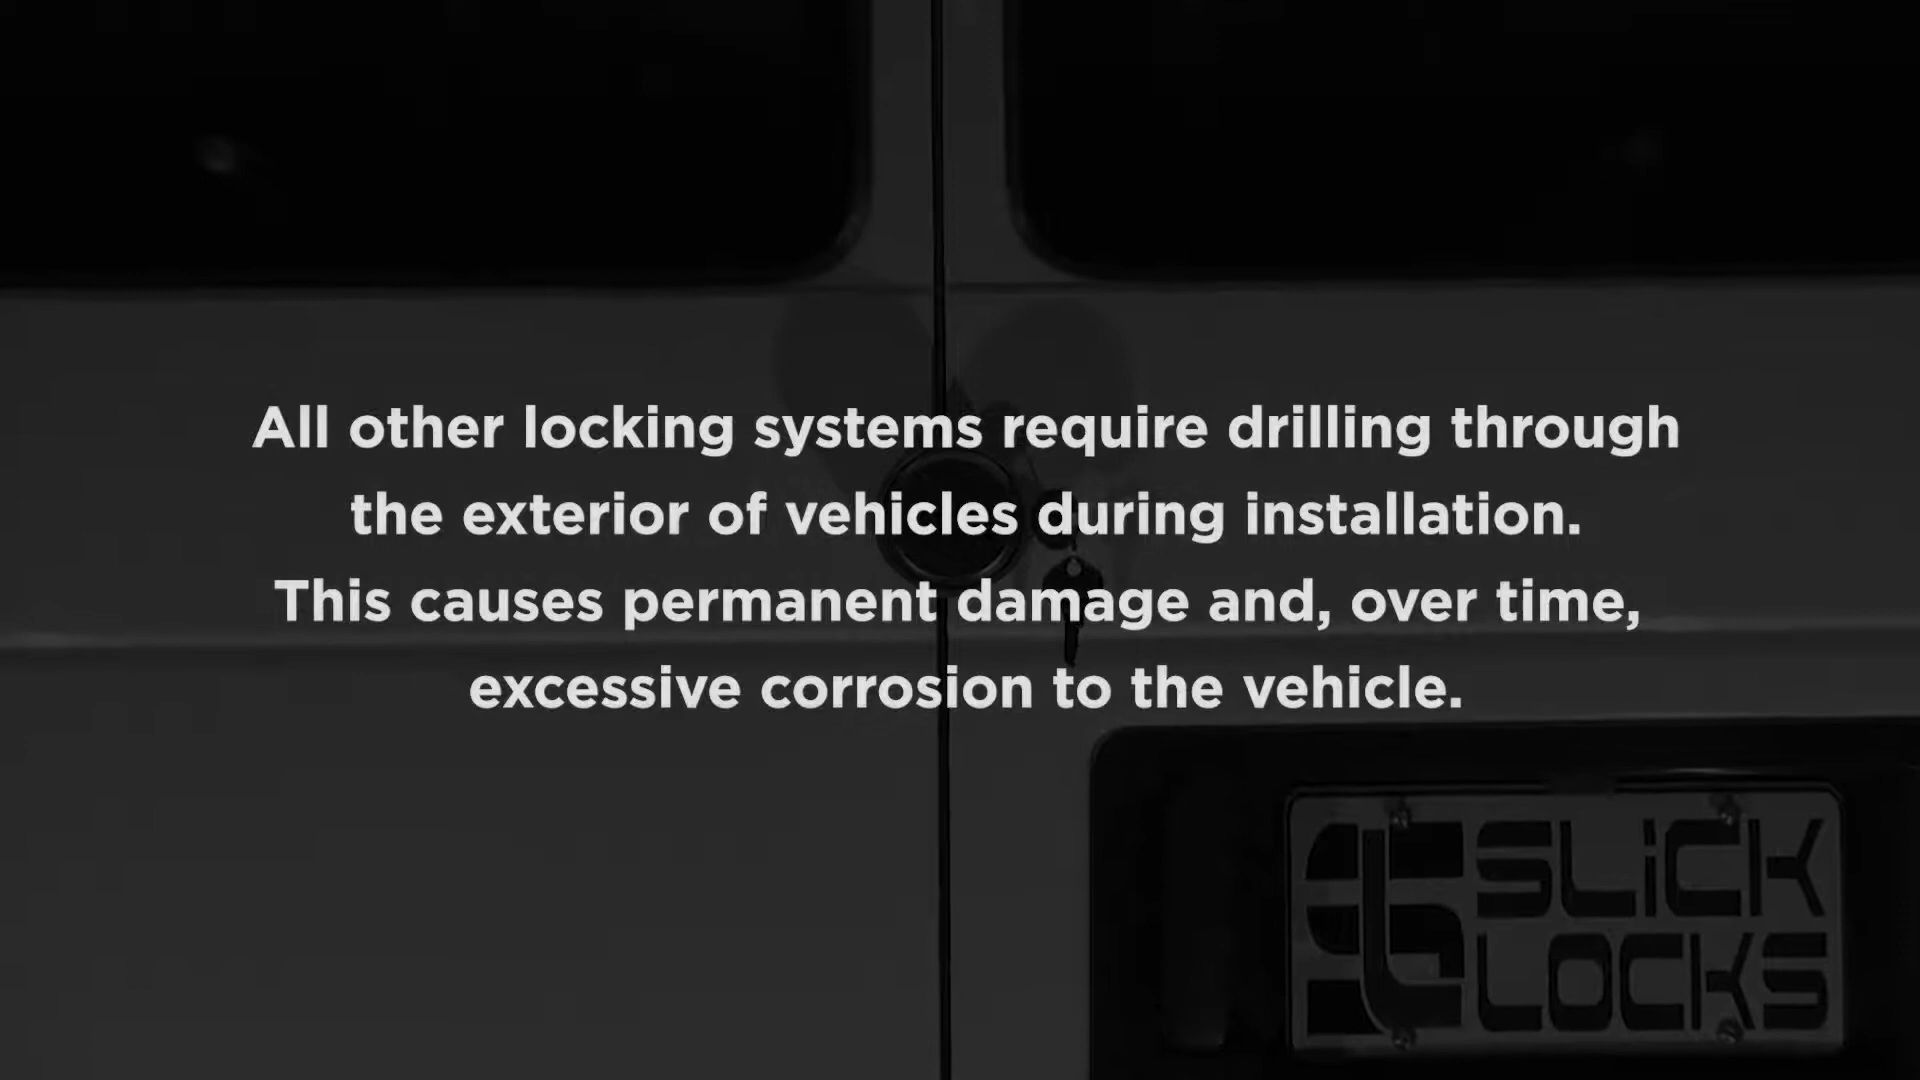 All other locking systems require drilling through
the exterior of vehicles during installation.
This causes permanent damage and, over time,
excessive corrosion to the vehicle.
SLiCK
LOCKS